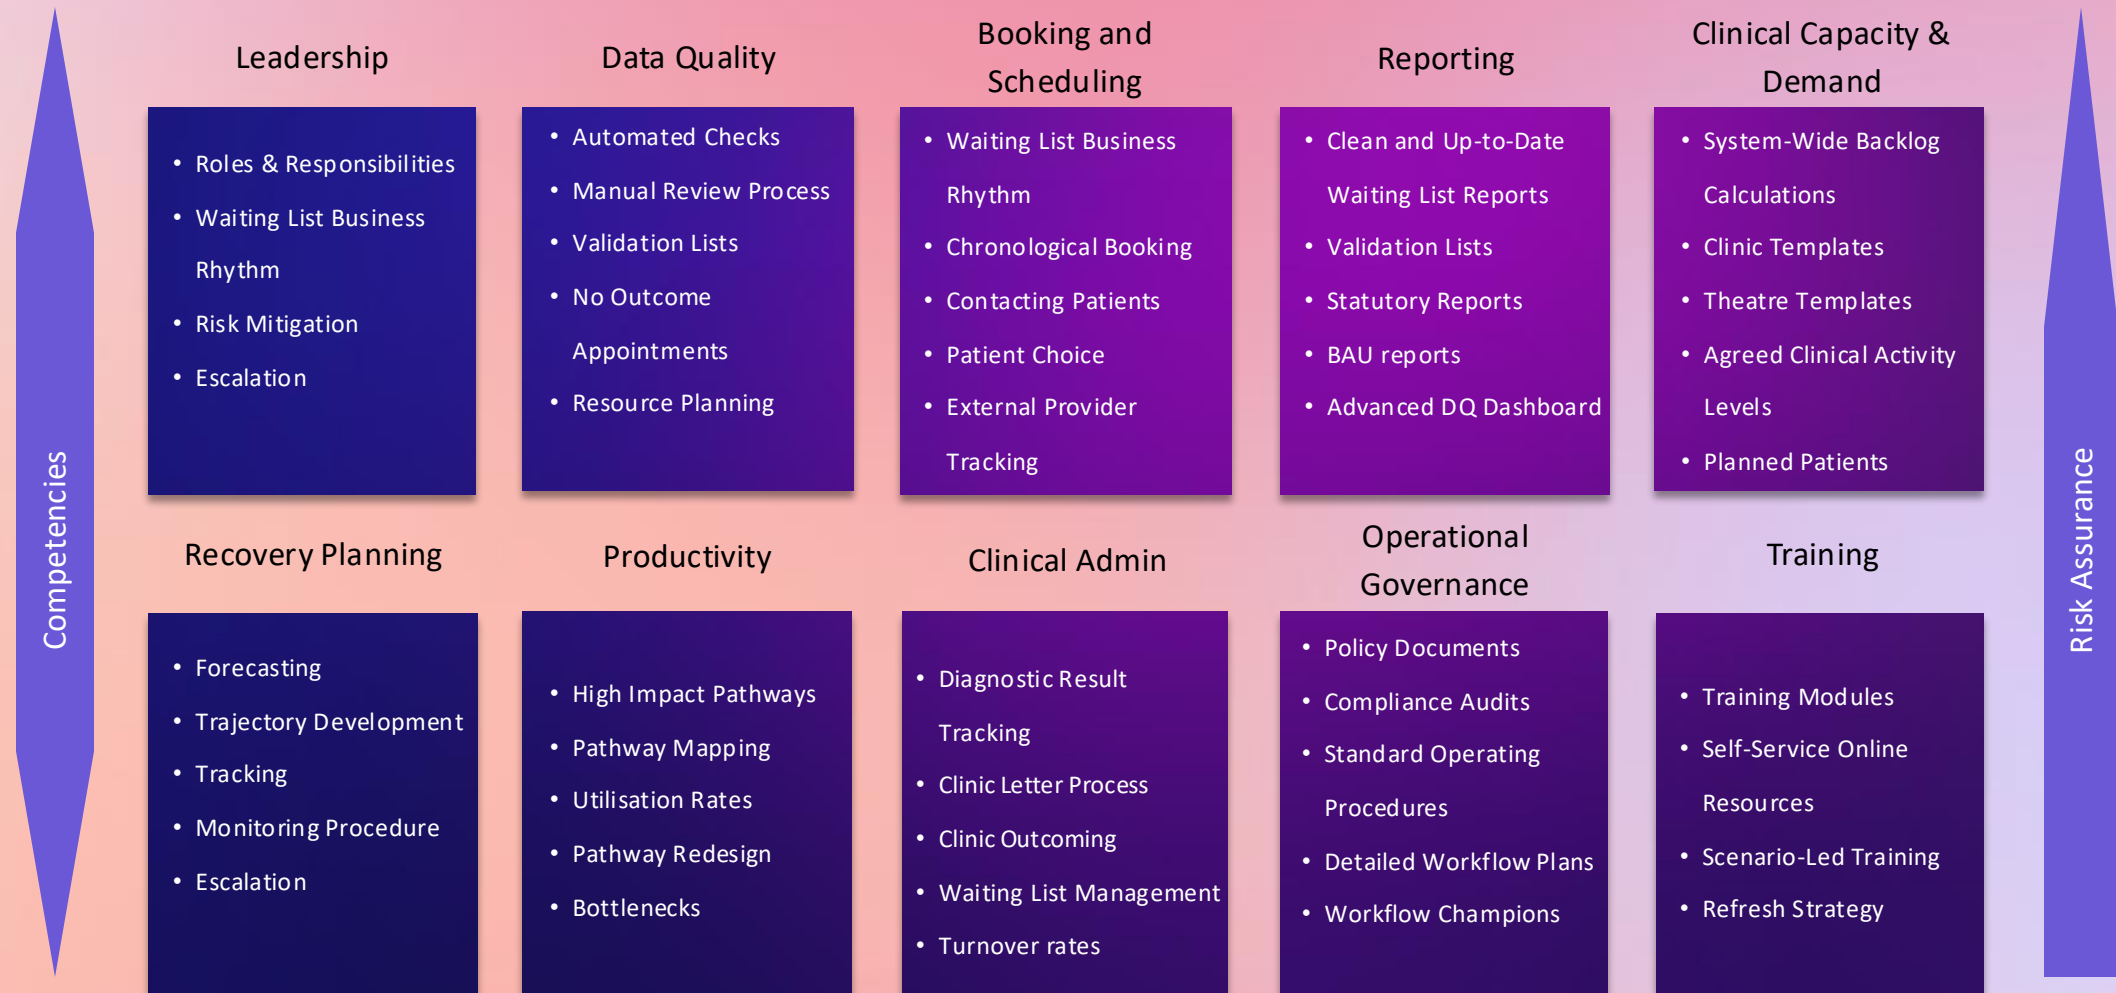 Leadership
• Roles & Responsibilities
• Waiting List Business
Rhythm
• Risk Mitigation
• Escalation
Data Quality
• Automated Checks
• Manual Review Process
• Validation Lists
• No Outcome
Appointments
• Resource Planning
Booking and
Scheduling
• Waiting List Business
Rhythm
• Chronological Booking
• Contacting Patients
• Patient Choice
• External Provider
Tracking
Reporting
• Clean and Up-to-Date
Waiting List Reports
• Validation Lists
• Statutory Reports
• BAU reports
• Advanced DQ Dashboard
Clinical Capacity &
Demand
• System-Wide Backlog
Calculations
• Clinic Templates
• Theatre Templates
• Agreed Clinical Activity
Levels
• Planned Patients
Competencies
Recovery Planning
• Forecasting
• Trajectory Development
• Tracking
• Monitoring Procedure
• Escalation
Productivity
• High Impact Pathways
• Pathway Mapping
• Utilisation Rates
• Pathway Redesign
• Bottlenecks
Clinical Admin
• Diagnostic Result
Tracking
• Clinic Letter Process
• Clinic Outcoming
• Waiting List Management
• Turnover rates
Operational
Governance
• Policy Documents
• Compliance Audits
• Standard Operating
Procedures
• Detailed Workflow Plans
• Workflow Champions
Training
• Training Modules
• Self-Service Online
Resources
• Scenario-Led Training
• Refresh Strategy
Risk Assurance